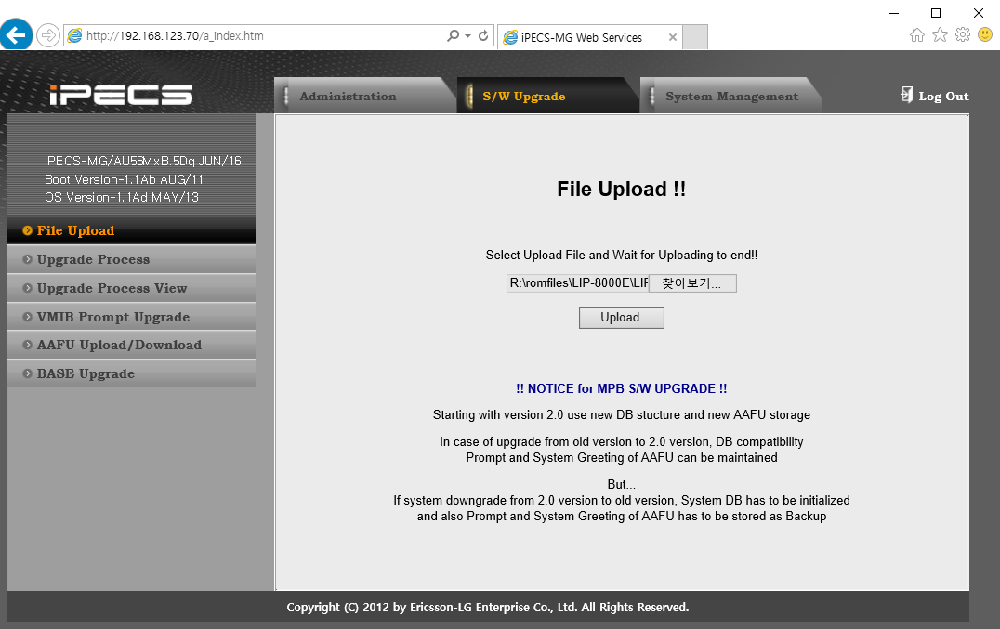 http://192.168.123.70/a_index.htm
iPECS-MG Web Services
iPECS
Administration
S/W Upgrade
System Management
Log Out
iPECS-MG/AU56MxB.5Dq JUN/16
Boot Version-1.1Ab AUG/11
OS Version-1.1Ad MAY/13
File Upload
Upgrade Process
Upgrade Process View
VMIB Prompt Upgrade
AAFU Upload/Download
BASE Upgrade
File Upload !!
Select Upload File and Wait for Uploading to end!!
R:\romfiles\LIP-8000E\LIP 찾아보기...
Upload
!! NOTICE for MPB S/W UPGRADE !!
Starting with version 2.0 use new DB stucture and new AAFU storage
In case of upgrade from old version to 2.0 version, DB compatibility
Prompt and System Greeting of AAFU can be maintained
But...
If system downgrade from 2.0 version to old version, System DB has to be initialized
and also Prompt and System Greeting of AAFU has to be stored as Backup
Copyright (C) 2012 by Ericsson-LG Enterprise Co., Ltd. All Rights Reserved.